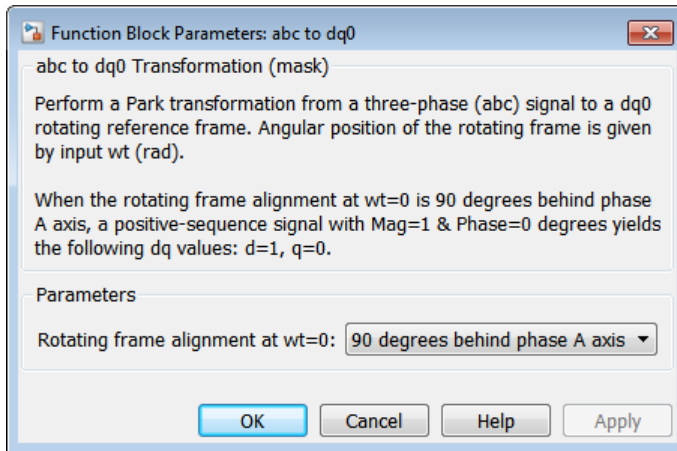 Function Block Parameters: abc to dq0
abc to dq0 Transformation (mask)
Perform a Park transformation from a three-phase (abc) signal to a dq0
rotating reference frame. Angular position of the rotating frame is given
by input wt (rad).
When the rotating frame alignment at wt=0 is 90 degrees behind phase
A axis, a positive-sequence signal with Mag=1 & Phase=0 degrees yields
the following dq values: d=1, q=0.
Parameters
Rotating frame alignment at wt=0: 90 degrees behind phase A axis
OK Cancel Help Apply